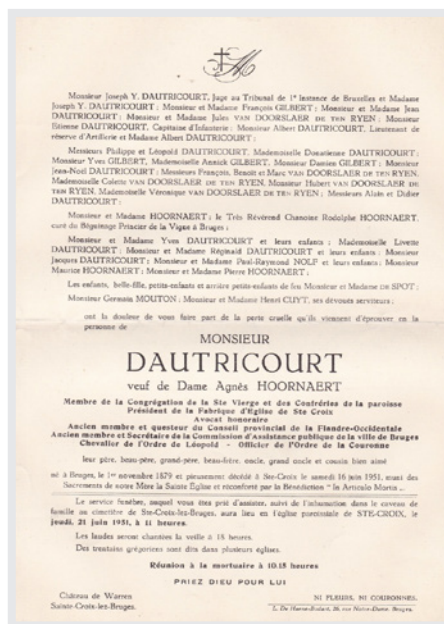 Monsieur Joseph Y. DAUTRICOURT, Juge au Tribunal de 1e Instance de Bruxelles et Madame
Joseph Y. DAUTRICOURT ; Monsieur et Madame François GILBERT ; Monsieur et Madame Jean
DAUTRICOURT ; Monsieur et Madame Jules VAN DOORSLAER DE TEN RYEN ; Monsieur
Etienne DAUTRICOURT, Capitaine d'Infanterie ; Monsieur Albert DAUTRICOURT, Lieutenant de
réserve d'Artillerie et Madame Albert DAUTRICOURT ;
Messieurs Philippe et Léopold DAUTRICOURT, Mademoiselle Donatienne DAUTRICOURT ;
Monsieur Yves GILBERT, Mademoiselle Annick GILBERT, Monsieur Damien GILBERT ; Monsieur
Jean-Noël DAUTRICOURT ; Messieurs François, Benoit et Marc VAN DOORSLAER DE TEN RYEN,
Mademoiselle Colette VAN DOORSLAER DE TEN RYEN, Monsieur Hubert VAN DOORSLAER DE
TEN RYEN, Mademoiselle Véronique VAN DOORSLAER DE TEN RYEN ; Messieurs Alain et Didier
DAUTRICOURT ;
Monsieur et Madame HOORNAERT ; le Très Révérend Chanoine Rodolphe HOORNAERT,
curé du Béguinage Princier de la Vigne à Bruges ;
Monsieur et Madame Yves DAUTRICOURT et leurs enfants ; Mademoiselle Livette
DAUTRICOURT ; Monsieur et Madame Réginald DAUTRICOURT et leurs enfants ; Monsieur
Jacques DAUTRICOURT ; Monsieur et Madame Paul-Raymond NOLF et leurs enfants ; Monsieur
Maurice HOORNAERT ; Monsieur et Madame Pierre HOORNAERT ;
Les enfants, belle-fille, petits-enfants et arrière petits-enfants de feu Monsieur et Madame DE SPOT ;
Monsieur Germain MOUTON ; Monsieur et Madame Henri CUYT, ses dévoués serviteurs ;
ont la douleur de vous faire part de la perte cruelle qu'ils viennent d'éprouver en la
personne de
MONSIEUR
DAUTRICOURT
veuf de Dame Agnès HOORNAERT
Membre de la Congrégation de la Ste Vierge et des Confréries de la paroisse
Président de la Fabrique d'Eglise de Ste Croix
Avocat honoraire
Ancien membre et questeur du Conseil provincial de la Flandre-Occidentale
Ancien membre et Secrétaire de la Commission d'Assistance publique de la ville de Bruges
Chevalier de l'Ordre de Léopold - Officier de l'Ordre de la Couronne
leur père, beau-père, grand-père, beau-frère, oncle, grand oncle et cousin bien aimé
né à Bruges, le 1er novembre 1879 et pieusement décédé à Ste-Croix le samedi 16 juin 1951, muni des
Sacrements de notre Mère la Sainte Eglise et réconforté par la Bénédiction " In Articulo Mortis ".
Le service funèbre, auquel vous êtes prié d'assister, suivi de l'inhumation dans le caveau de
famille au cimetière de Ste-Croix-lez-Bruges, aura lieu en l'église paroissiale de STE-CROIX, le
jeudi, 21 juin 1951, à 11 heures.
Les laudes seront chantées la veille à 18 heures.
Des trentains grégoriens sont dits dans plusieurs églises.
Réunion à la mortuaire à 10.15 heures
PRIEZ DIEU POUR LUI
Château de Warren
Sainte-Croix-lez-Bruges.
NI FLEURS, NI COURONNES.